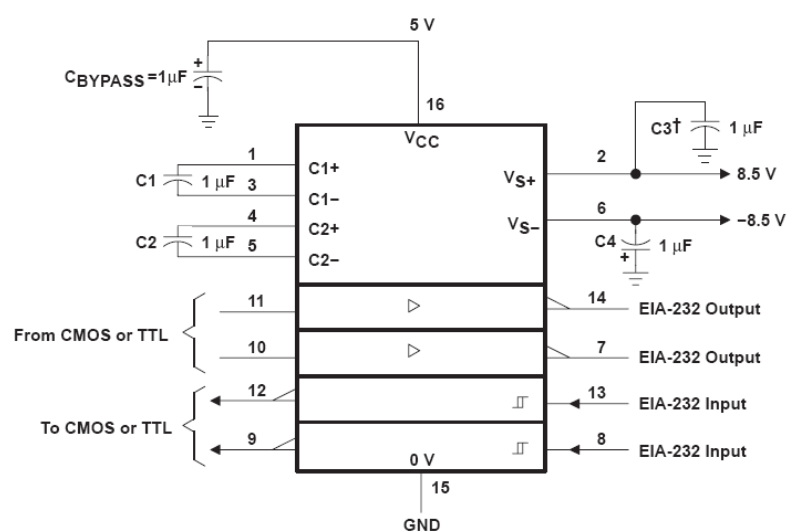 5 V
CBYPASS = 1μF
+
−
16
VCC
C3† 1 μF
1
C1+
2
VS+
8.5 V
C1 1 μF
3
C1−
4
C2+
6
VS−
−8.5 V
C2 1 μF
5
C2−
C4 1 μF
+
From CMOS or TTL
11
14
EIA-232 Output
10
7
EIA-232 Output
To CMOS or TTL
12
13
EIA-232 Input
9
8
EIA-232 Input
0 V
15
GND